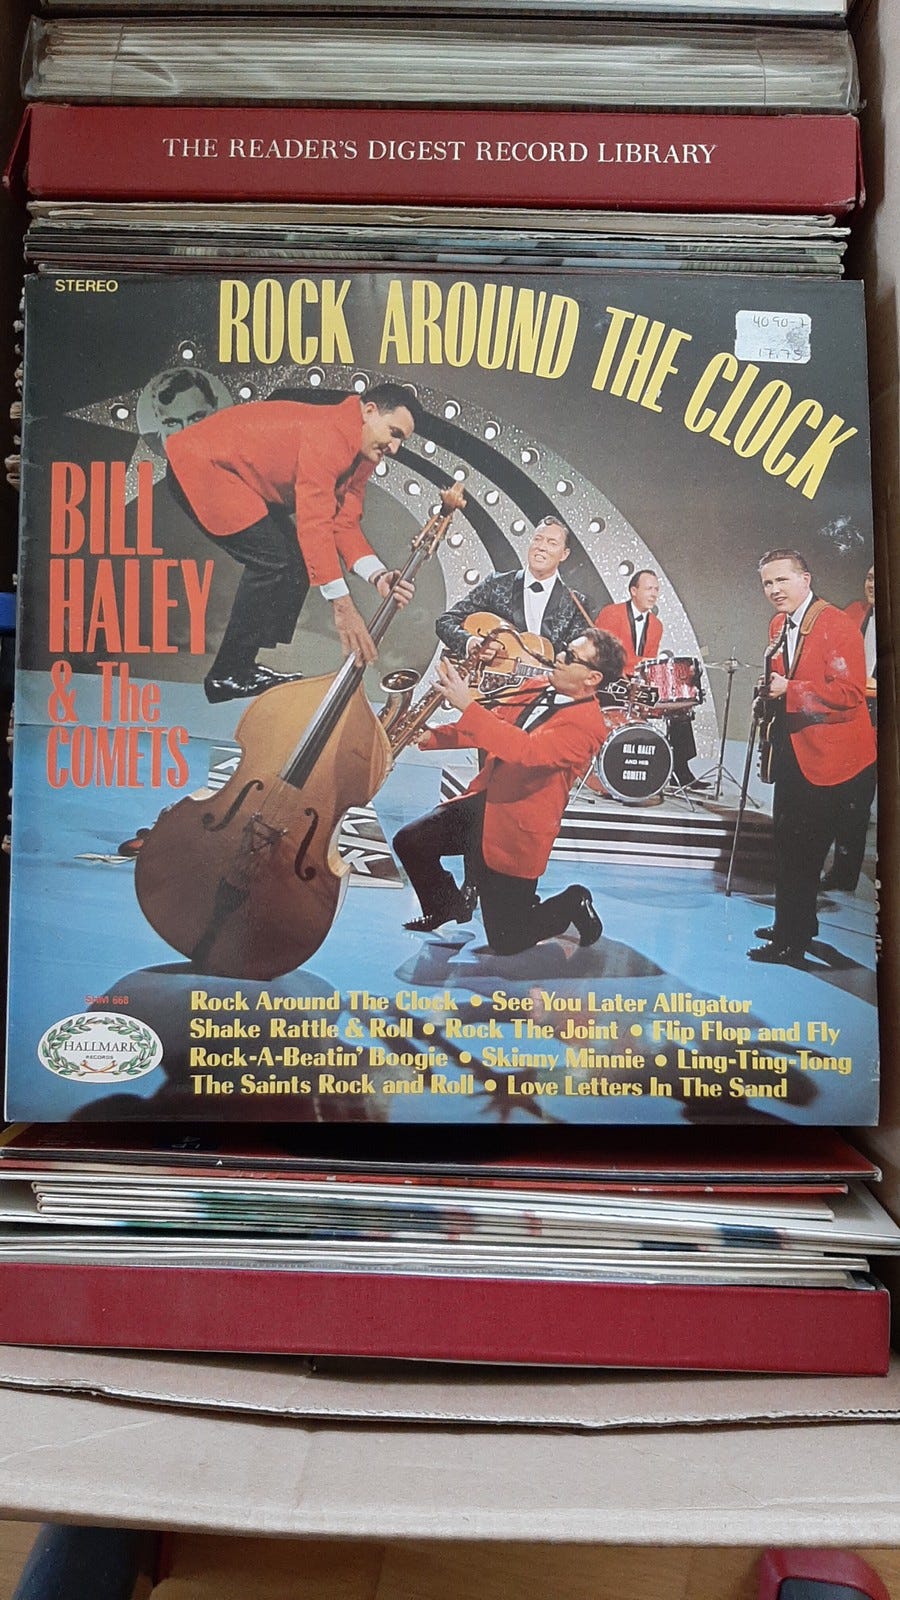 THE READER'S DIGEST RECORD LIBRARY
STEREO
ROCK AROUND THE CLOCK
4090-
17.75
BILL
HALEY
& The
COMETS
BILL HALEY
AND HIS
COMETS
SHM 668
HALLMARK
RECORDS
Rock Around The Clock • See You Later Alligator
Shake Rattle & Roll • Rock The Joint • Flip Flop and Fly
Rock-A-Beatin' Boogie • Skinny Minnie • Ling-Ting-Tong
The Saints Rock and Roll • Love Letters In The Sand